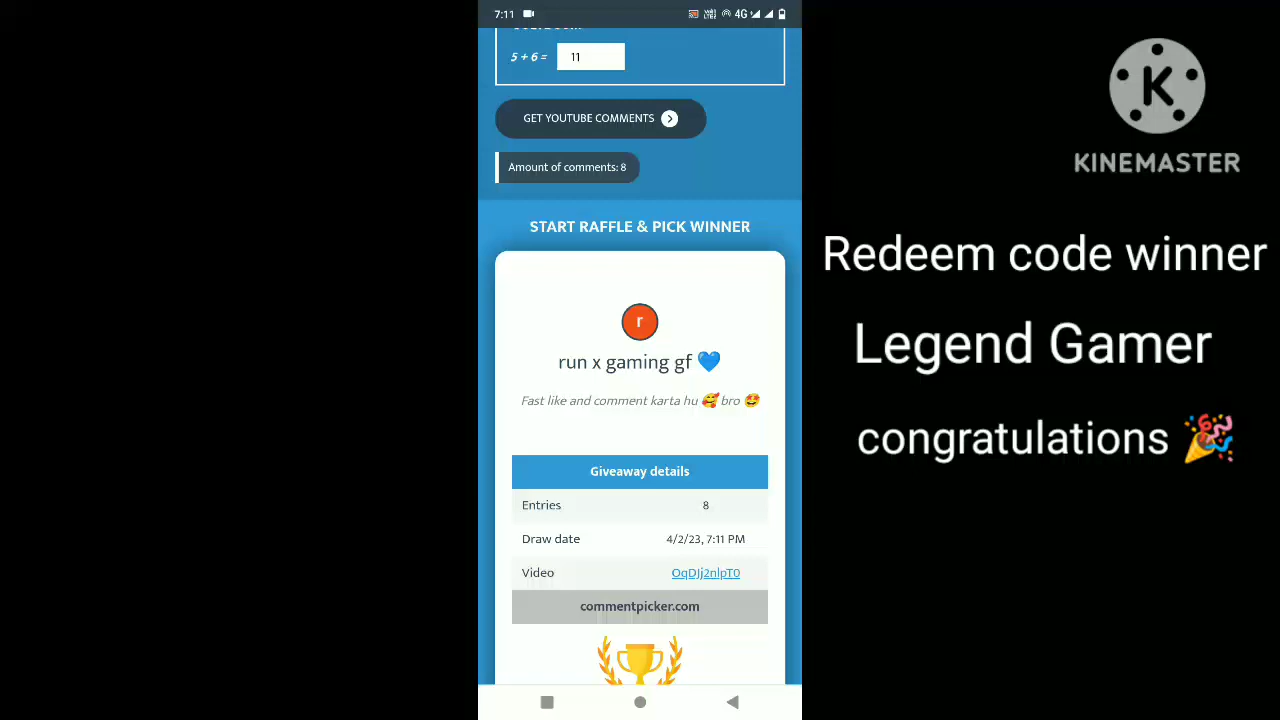 7:11
4G
5 + 6 = 11
GET YOUTUBE COMMENTS
Amount of comments: 8
START RAFFLE & PICK WINNER
r
run x gaming gf 💙
Fast like and comment karta hu 🥰 bro 🤩
Giveaway details
Entries 8
Draw date 4/2/23, 7:11 PM
Video OqDJj2nlpT0
commentpicker.com
K
KINEMASTER
Redeem code winner
Legend Gamer
congratulations 🎉